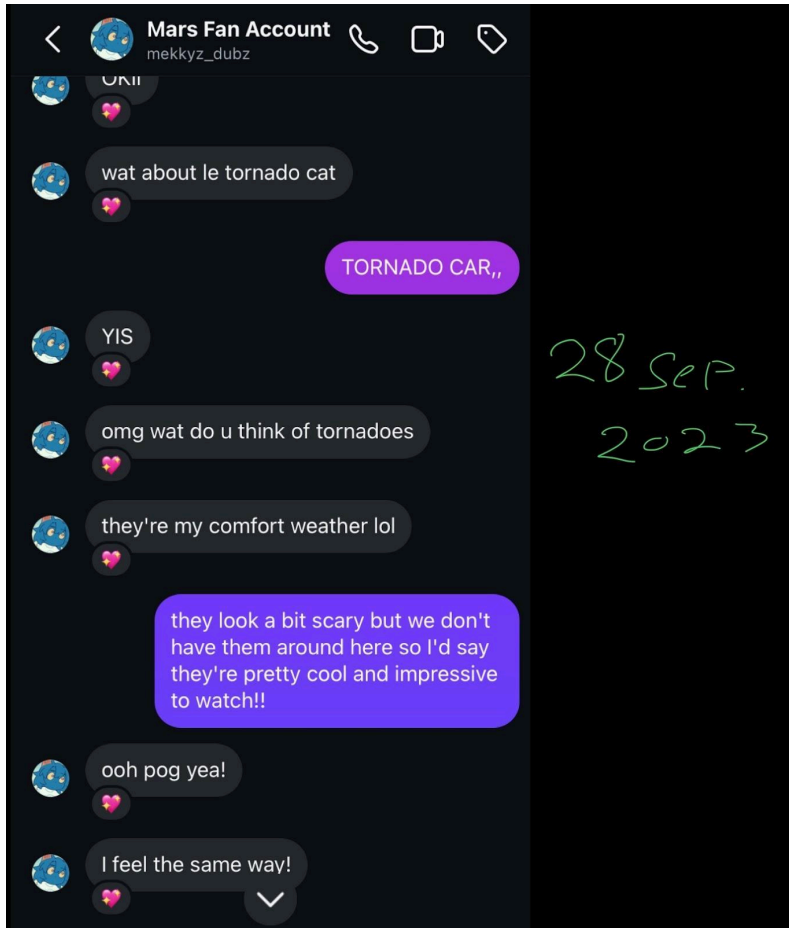 Mars Fan Account
mekkyz_dubz
OKII
wat about le tornado cat
TORNADO CAR,,
YIS
omg wat do u think of tornadoes
they're my comfort weather lol
they look a bit scary but we don't
have them around here so I'd say
they're pretty cool and impressive
to watch!!
ooh pog yea!
I feel the same way!
28 Sep.
2023